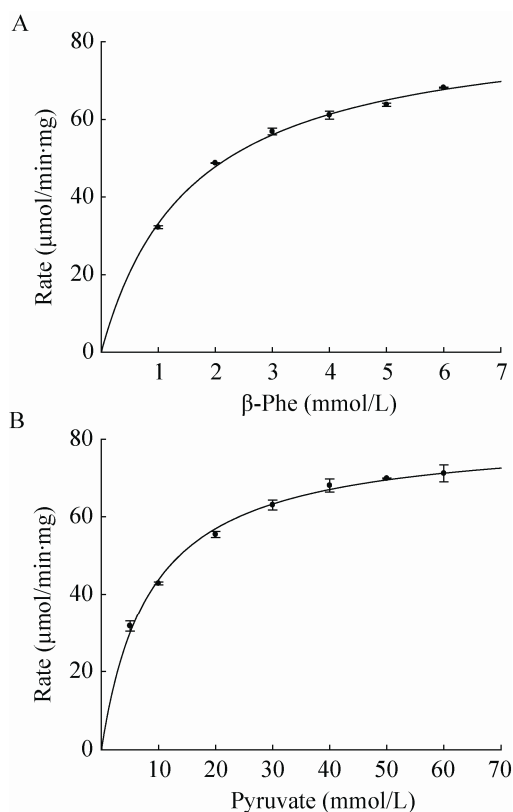 A
80
60
40
20
0
Rate (μmol/min·mg)
1 2 3 4 5 6 7
β-Phe (mmol/L)
B
80
60
40
20
0
Rate (μmol/min·mg)
10 20 30 40 50 60 70
Pyruvate (mmol/L)